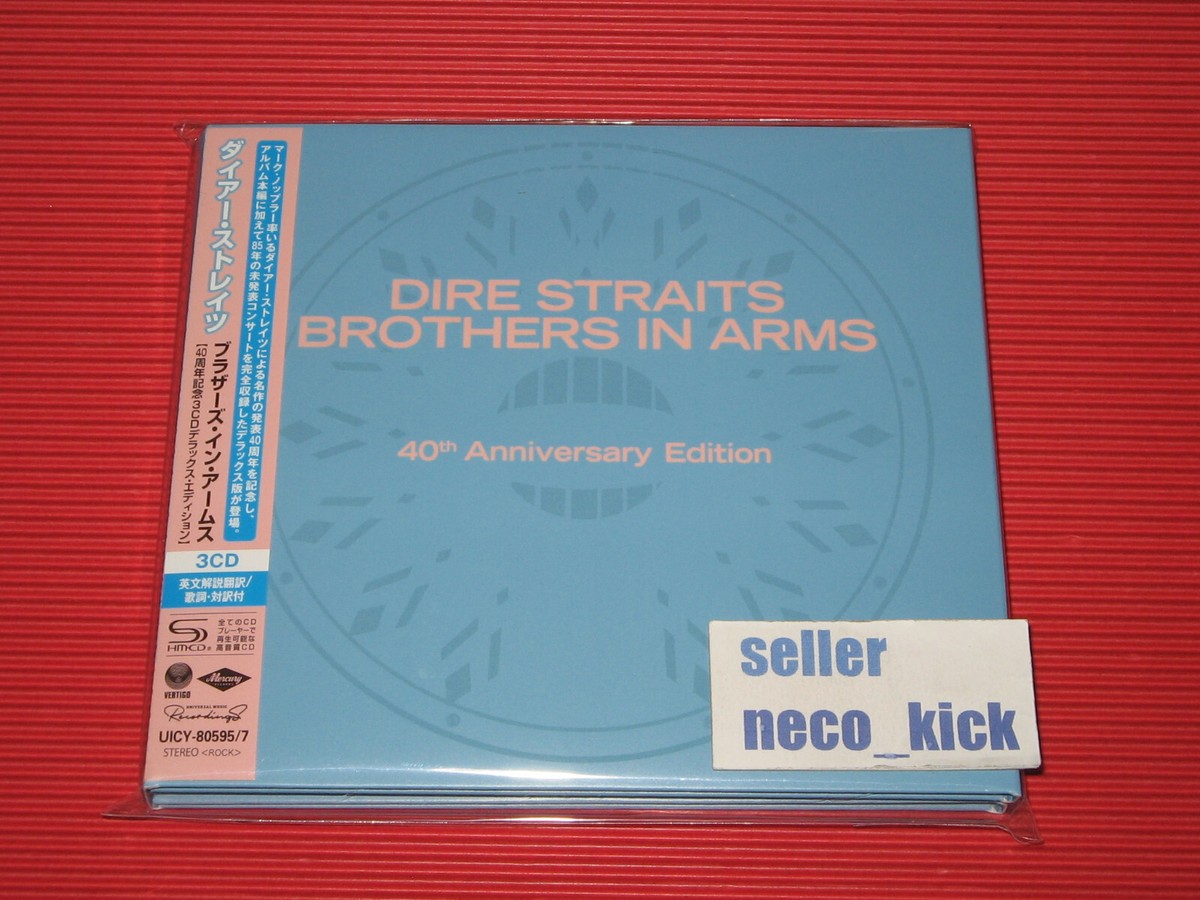 マーク・ノップラー率いるダイアー・ストレイツによる名作の発表40周年を記念し、
アルバム本編に加えて85年の未発表コンサートを完全収録したデラックス版が登場。
ダイアー・ストレイツ
ブラザーズ・イン・アームス
【40周年記念3CDデラックス・エディション】
3CD
英文解説翻訳/
歌詞・対訳付
SHM-CD®
全てのCD
プレーヤーで
再生可能な
高音質CD
VERTIGO
Mercury
RECORDS
UNIVERSAL MUSIC
Recordings
UICY-80595/7
STEREO <ROCK>
DIRE STRAITS
BROTHERS IN ARMS
40th Anniversary Edition
seller
neco_kick